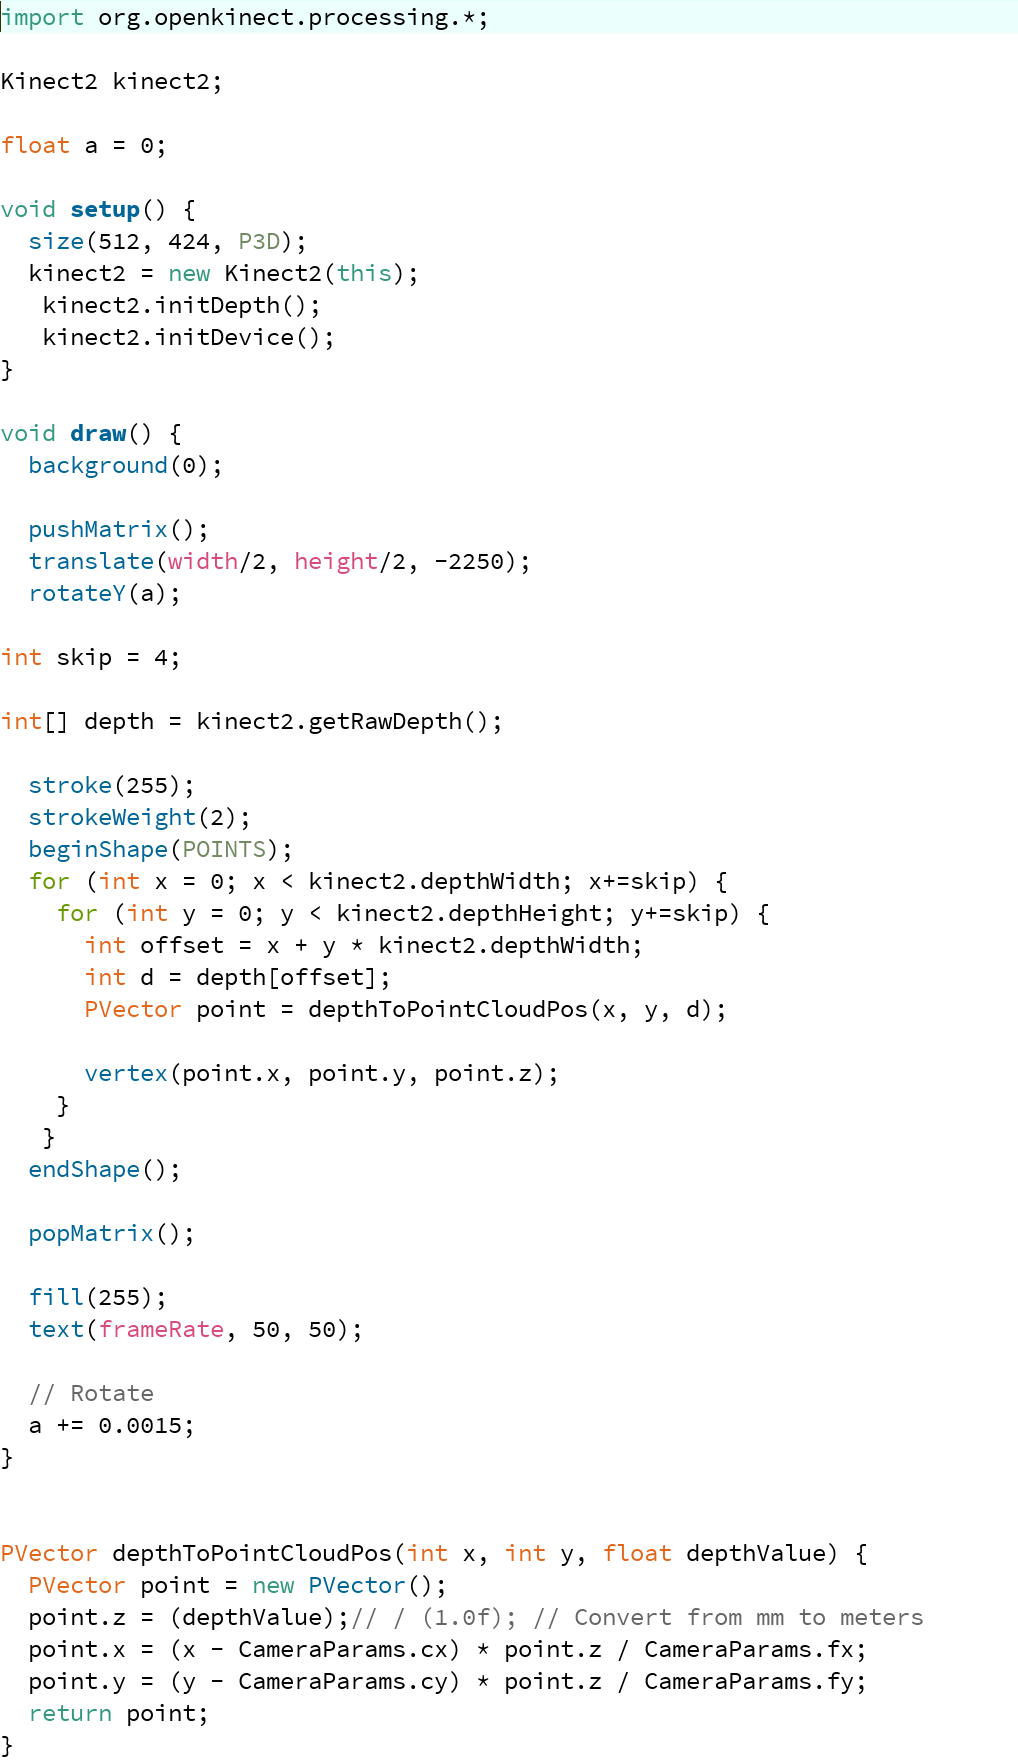 import org.openkinect.processing.*;
Kinect2 kinect2;
float a = 0;
void setup() {
  size(512, 424, P3D);
  kinect2 = new Kinect2(this);
   kinect2.initDepth();
   kinect2.initDevice();
}
void draw() {
  background(0);
  pushMatrix();
  translate(width/2, height/2, -2250);
  rotateY(a);
int skip = 4;
int[] depth = kinect2.getRawDepth();
  stroke(255);
  strokeWeight(2);
  beginShape(POINTS);
  for (int x = 0; x < kinect2.depthWidth; x+=skip) {
    for (int y = 0; y < kinect2.depthHeight; y+=skip) {
      int offset = x + y * kinect2.depthWidth;
      int d = depth[offset];
      PVector point = depthToPointCloudPos(x, y, d);
      vertex(point.x, point.y, point.z);
    }
   }
  endShape();
  popMatrix();
  fill(255);
  text(frameRate, 50, 50);
  // Rotate
  a += 0.0015;
}
PVector depthToPointCloudPos(int x, int y, float depthValue) {
  PVector point = new PVector();
  point.z = (depthValue);// / (1.0f); // Convert from mm to meters
  point.x = (x - CameraParams.cx) * point.z / CameraParams.fx;
  point.y = (y - CameraParams.cy) * point.z / CameraParams.fy;
  return point;
}